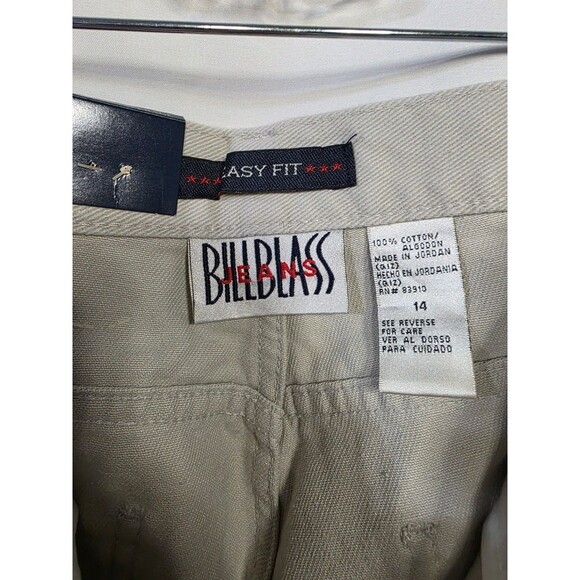 EASY FIT
BILLBLASS
JEANS
100% COTTON/
ALGODON
MADE IN JORDAN
(QIZ)
HECHO EN JORDANIA
(QIZ)
RN# 83910
14
SEE REVERSE
FOR CARE
VER AL DORSO
PARA CUIDADO